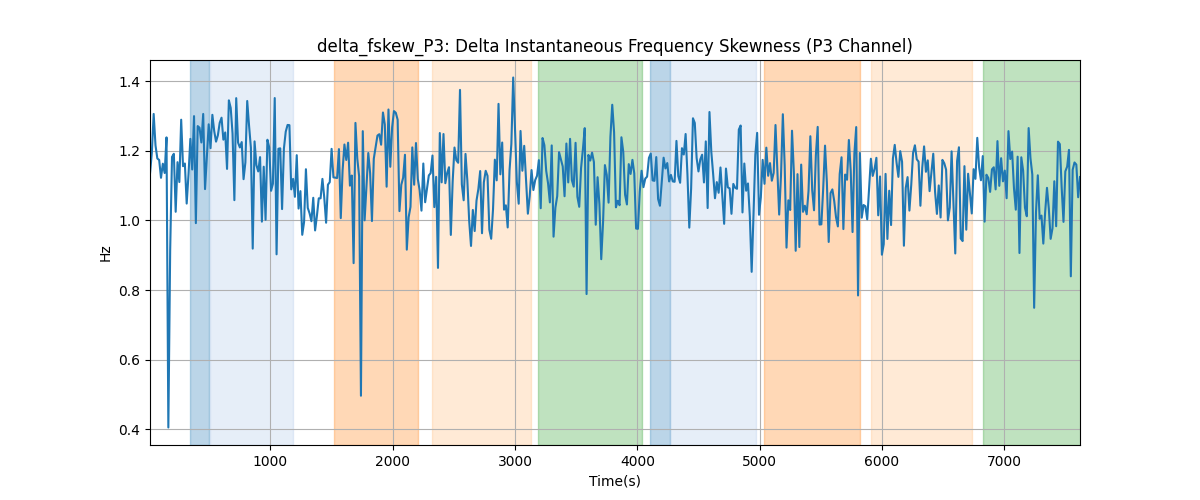 delta_fskew_P3: Delta Instantaneous Frequency Skewness (P3 Channel)
1.4
1.2
1.0
0.8
0.6
0.4
Hz
1000 2000 3000 4000 5000 6000 7000
Time(s)